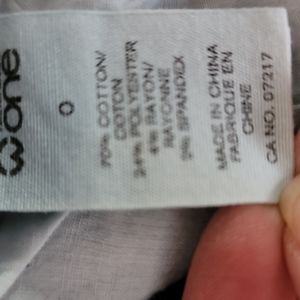 one
0
70% COTTON/
COTON
24% POLYESTER
4% RAYON/
RAYONNE
2% SPANDEX
MADE IN CHINA
FABRIQUE EN
CHINE
CA NO. 07217